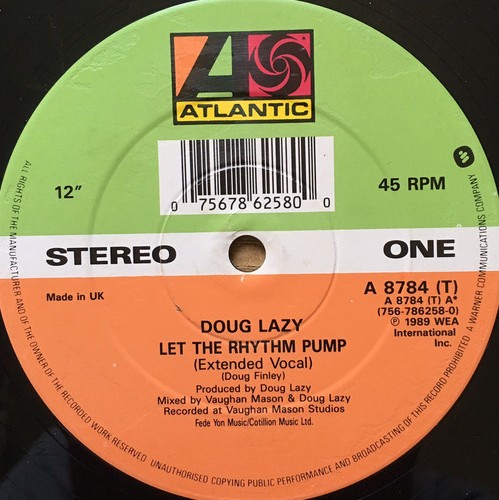 ATLANTIC
0 75678 62580 0
12"
45 RPM
STEREO
ONE
Made in UK
A 8784 (T)
A 8784 (T) A*
(756-786258-0)
℗ 1989 WEA
International
Inc.
DOUG LAZY
LET THE RHYTHM PUMP
(Extended Vocal)
(Doug Finley)
Produced by Doug Lazy
Mixed by Vaughan Mason & Doug Lazy
Recorded at Vaughan Mason Studios
Fede Yon Music/Cotillion Music Ltd.
ALL RIGHTS OF THE MANUFACTURER AND OF THE OWNER OF THE RECORDED WORK RESERVED UNAUTHORISED COPYING PUBLIC PERFORMANCE AND BROADCASTING OF THIS RECORD PROHIBITED A WARNER COMMUNICATIONS COMPANY